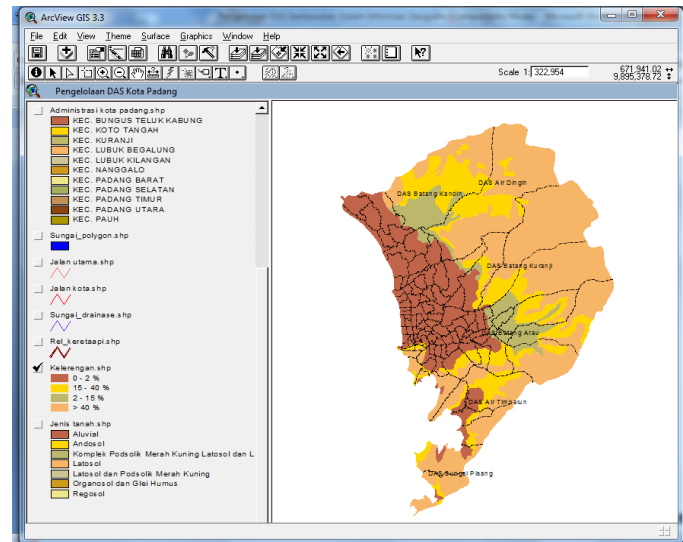 ArcView GIS 3.3
File Edit View Theme Surface Graphics Window Help
Scale 1: 322,954
671,941.02
9,895,378.72
Pengelolaan DAS Kota Padang
Administrasi kota padang.shp
KEC. BUNGUS TELUK KABUNG
KEC. KOTO TANGAH
KEC. KURANJI
KEC. LUBUK BEGALUNG
KEC. LUBUK KILANGAN
KEC. NANGGALO
KEC. PADANG BARAT
KEC. PADANG SELATAN
KEC. PADANG TIMUR
KEC. PADANG UTARA
KEC. PAUH
Sungai_polygon.shp
Jalan utama.shp
Jalan kota.shp
Sungai_drainase.shp
Rel_keretaapi.shp
Kelerengan.shp
0 - 2 %
15 - 40 %
2 - 15 %
> 40 %
Jenis tanah.shp
Aluvial
Andosol
Komplek Podsolik Merah Kuning Latosol dan L
Latosol
Latosol dan Podsolik Merah Kuning
Organosol dan Glei Humus
Regosol
DAS Air Dingin
DAS Batang Kandin
DAS Batang Kuranji
DAS Batang Arau
DAS Air Timbatun
DAS Sungai Pisang